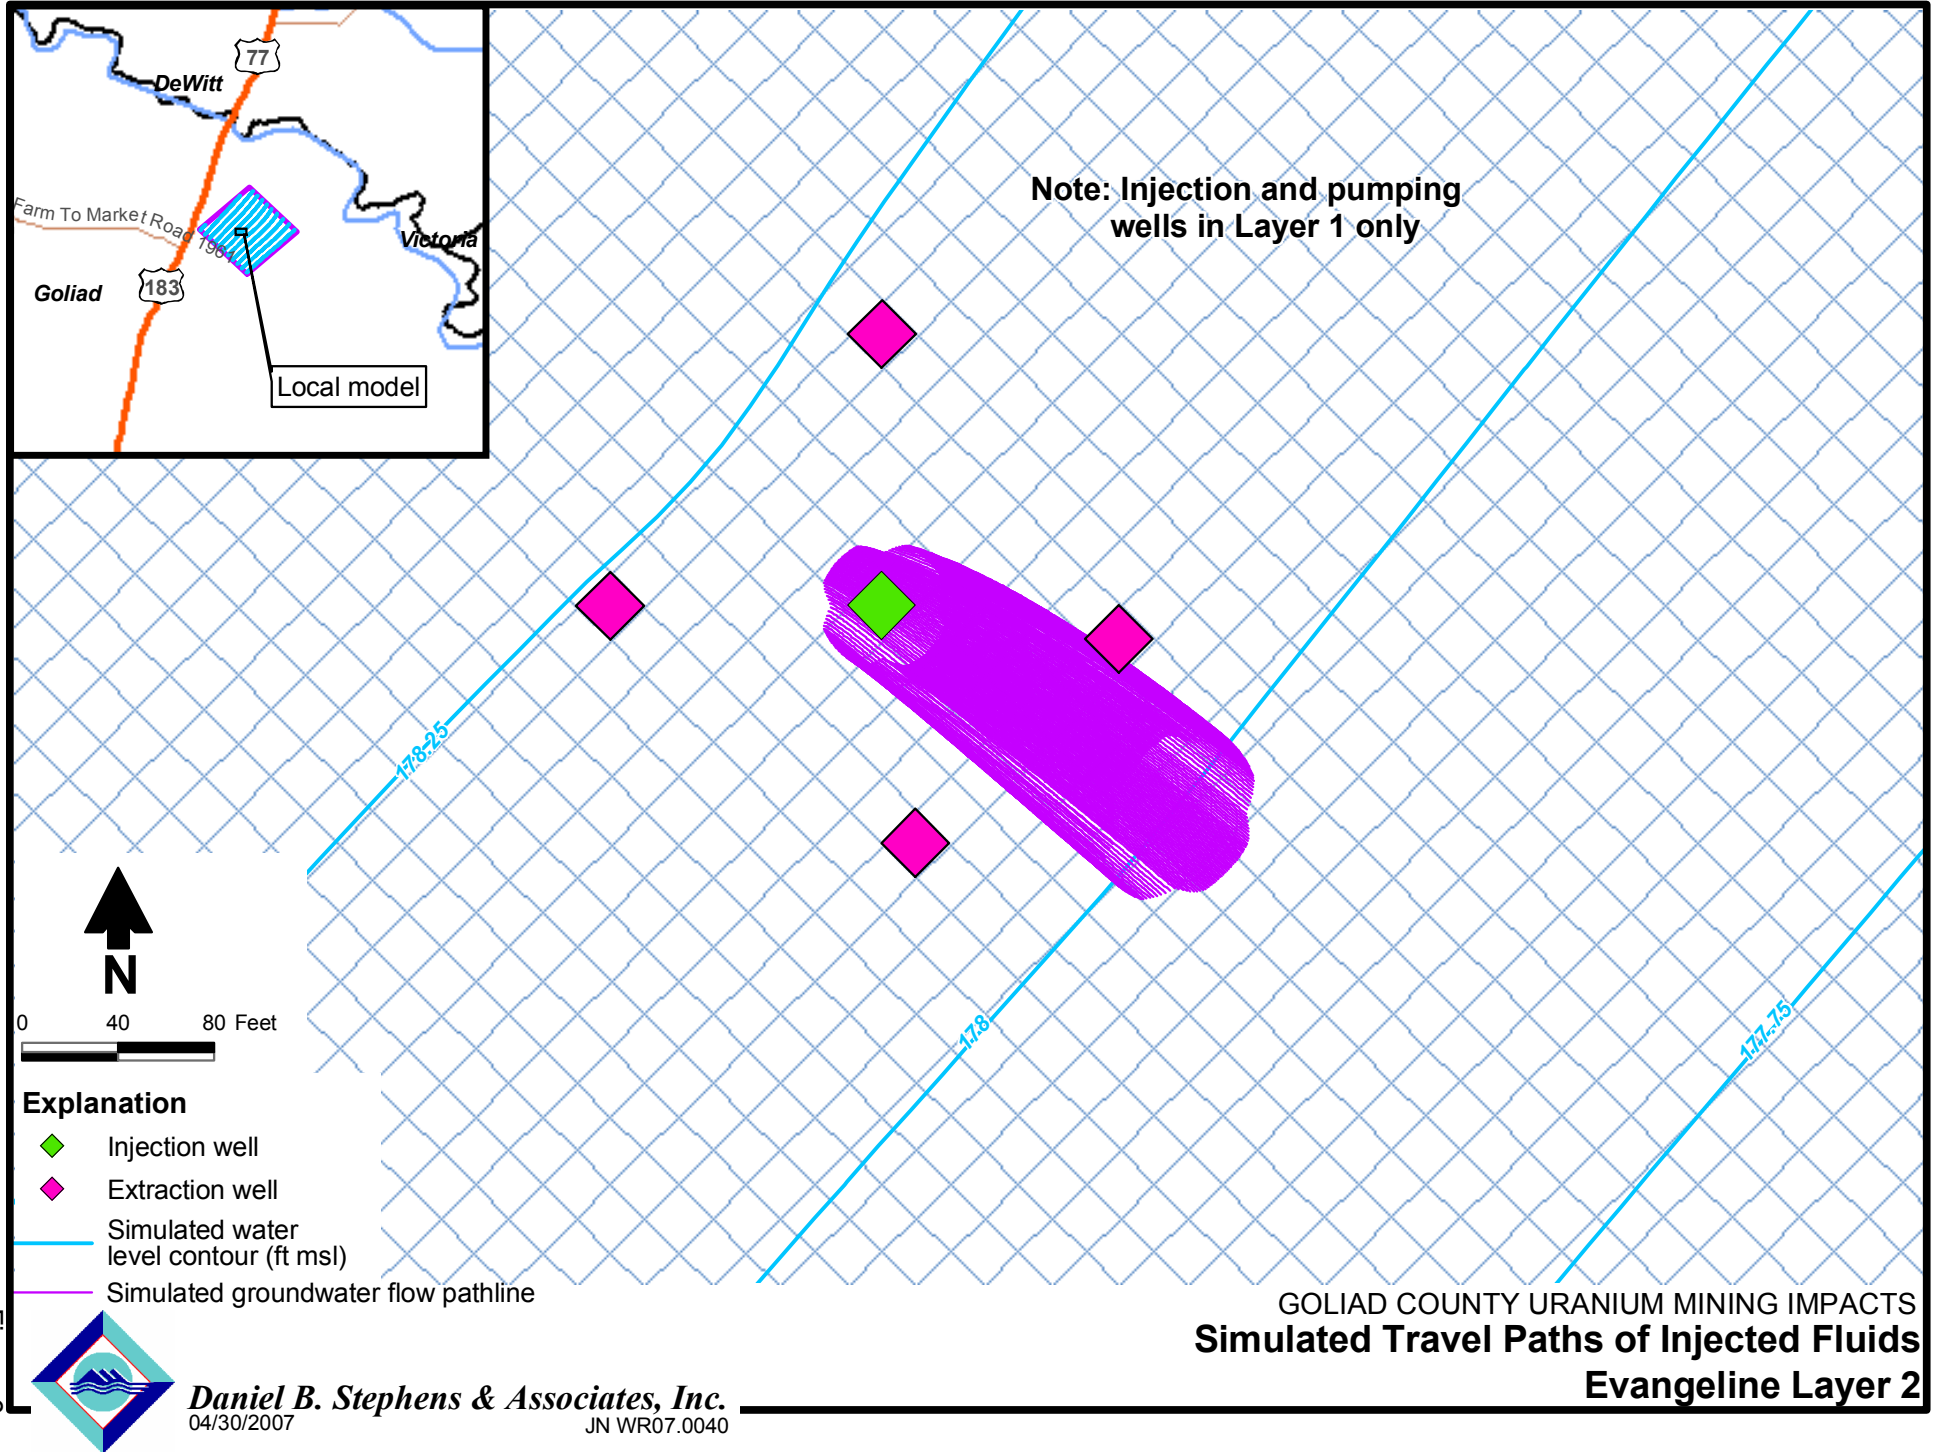 77
DeWitt
Farm To Market Road 1961
Victoria
Goliad
183
Local model
Note: Injection and pumping
wells in Layer 1 only
178.25
178
177.75
N
0 40 80 Feet
Explanation
Injection well
Extraction well
Simulated water
level contour (ft msl)
Simulated groundwater flow pathline
GOLIAD COUNTY URANIUM MINING IMPACTS
Simulated Travel Paths of Injected Fluids
Evangeline Layer 2
Daniel B. Stephens & Associates, Inc.
04/30/2007 JN WR07.0040